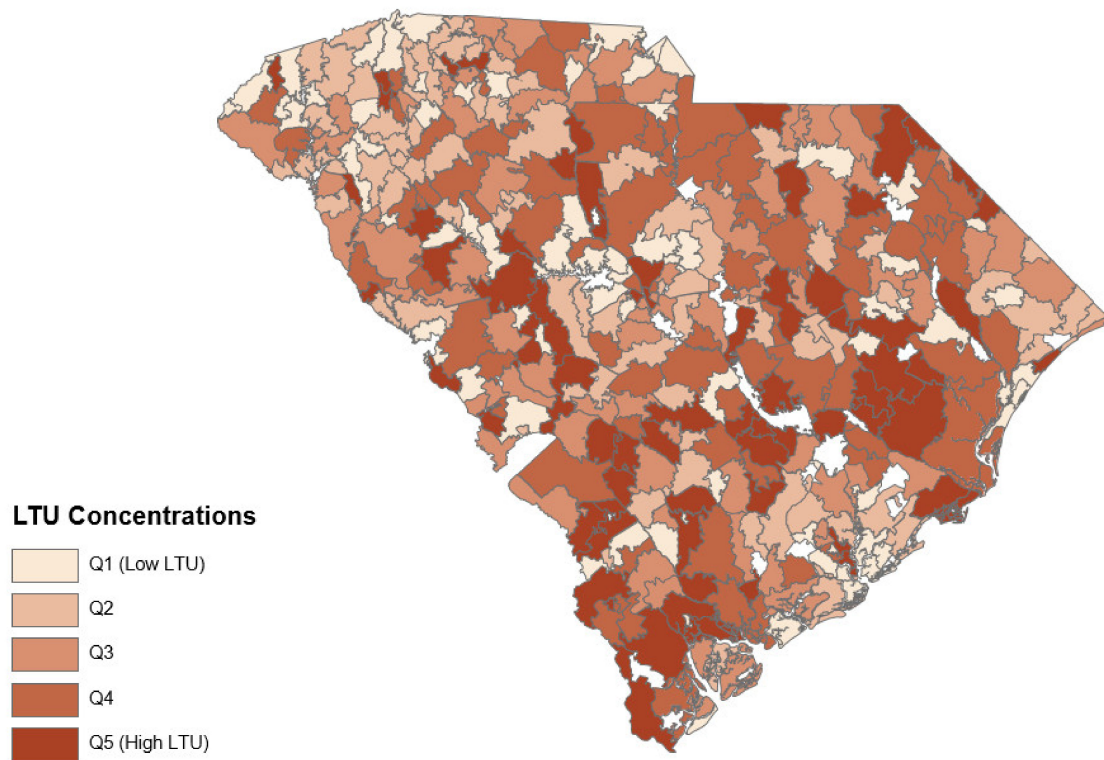 LTU Concentrations
Q1 (Low LTU)
Q2
Q3
Q4
Q5 (High LTU)